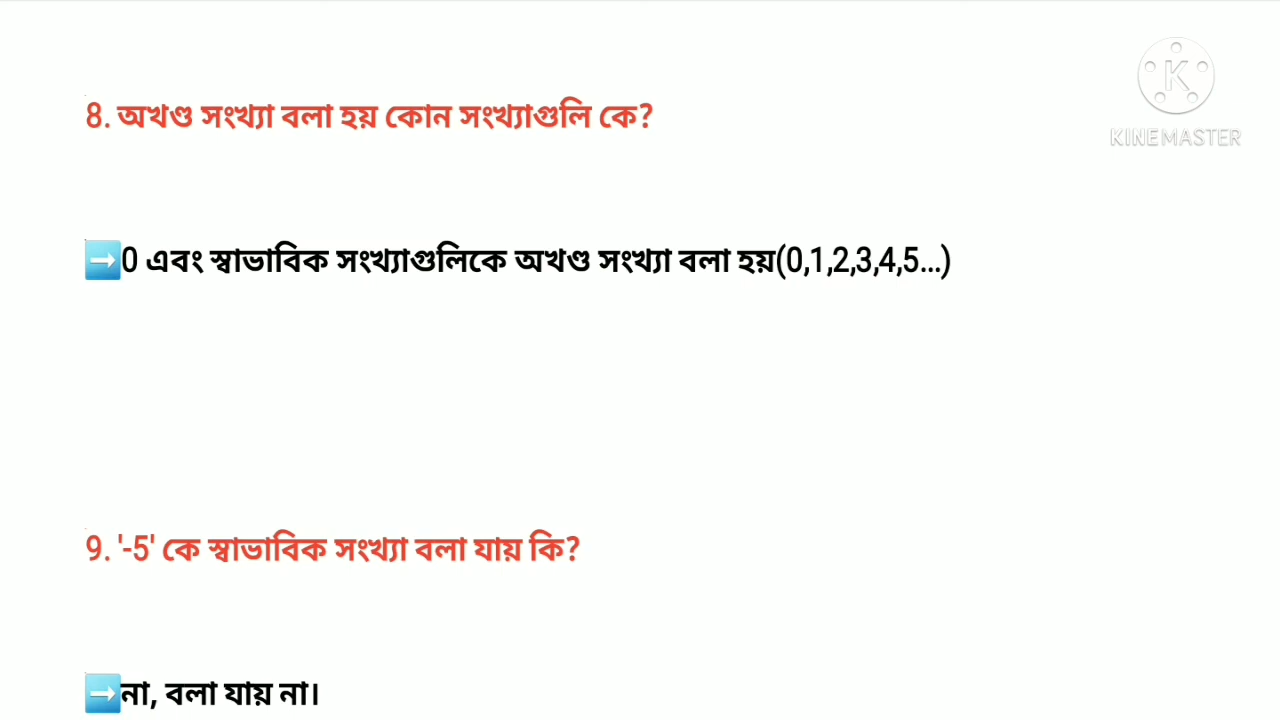 8. অখণ্ড সংখ্যা বলা হয় কোন সংখ্যাগুলি কে?
K
KINEMASTER
➡0 এবং স্বাভাবিক সংখ্যাগুলিকে অখণ্ড সংখ্যা বলা হয়(0,1,2,3,4,5...)
9. '-5' কে স্বাভাবিক সংখ্যা বলা যায় কি?
➡না, বলা যায় না।